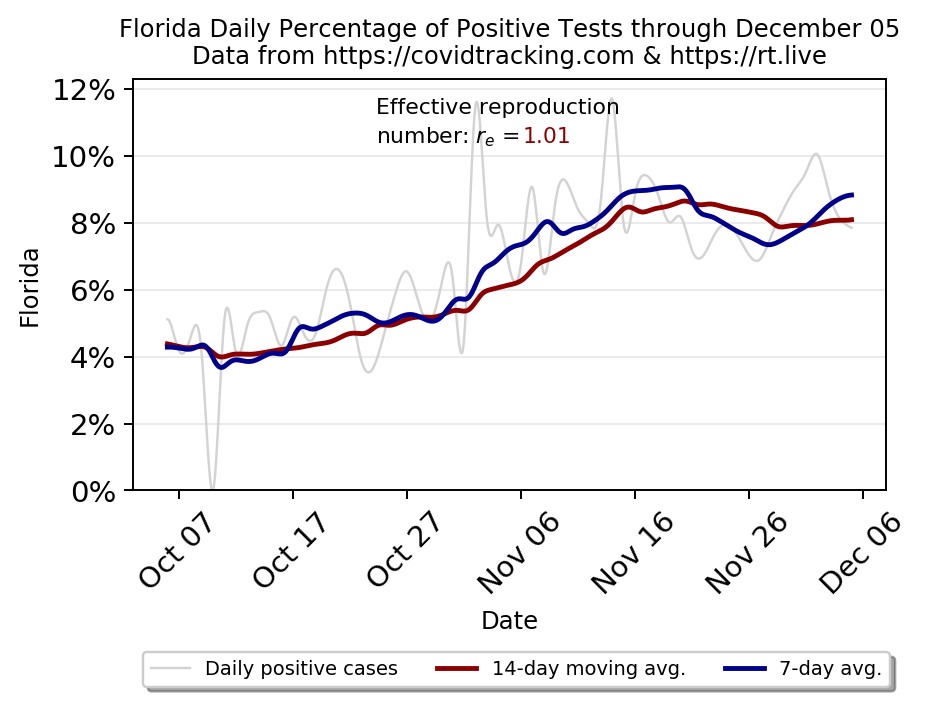 Florida Daily Percentage of Positive Tests through December 05
Data from https://covidtracking.com & https://rt.live
12%
10%
8%
6%
4%
2%
0%
Florida
Effective reproduction
number: rₑ =1.01
Oct 07
Oct 17
Oct 27
Nov 06
Nov 16
Nov 26
Dec 06
Date
Daily positive cases
14-day moving avg.
7-day avg.